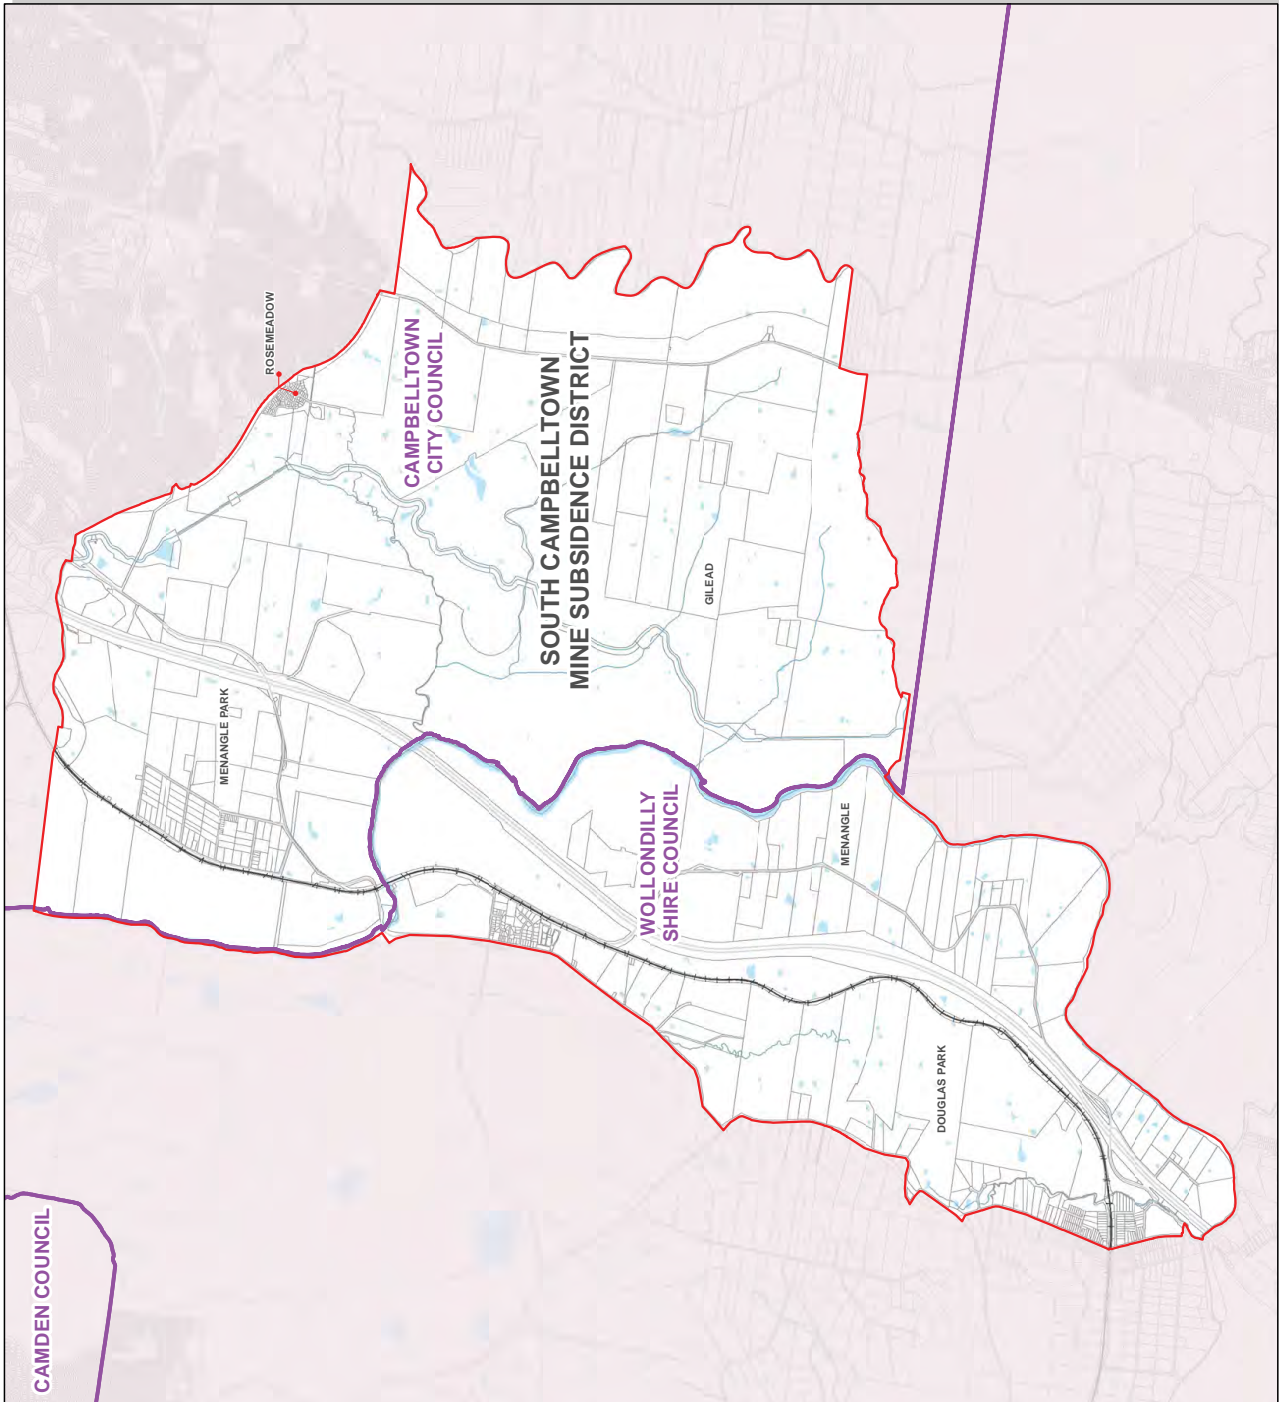 ROSEMEADOW
CAMPBELLTOWN
CITY COUNCIL
SOUTH CAMPBELLTOWN
MINE SUBSIDENCE DISTRICT
GILEAD
MENANGLE PARK
WOLLONDILLY
SHIRE COUNCIL
MENANGLE
DOUGLAS PARK
CAMDEN COUNCIL